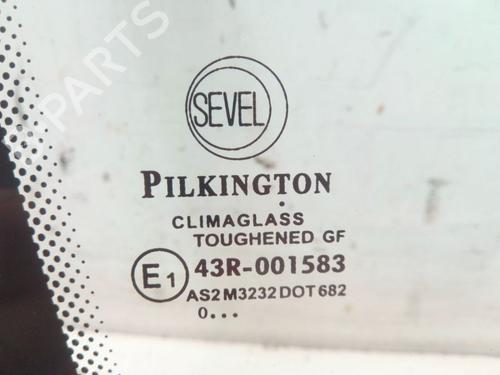 SEVEL
PILKINGTON
CLIMAGLASS
TOUGHENED GF
E1 43R-001583
AS2 M3232 DOT 682
0...